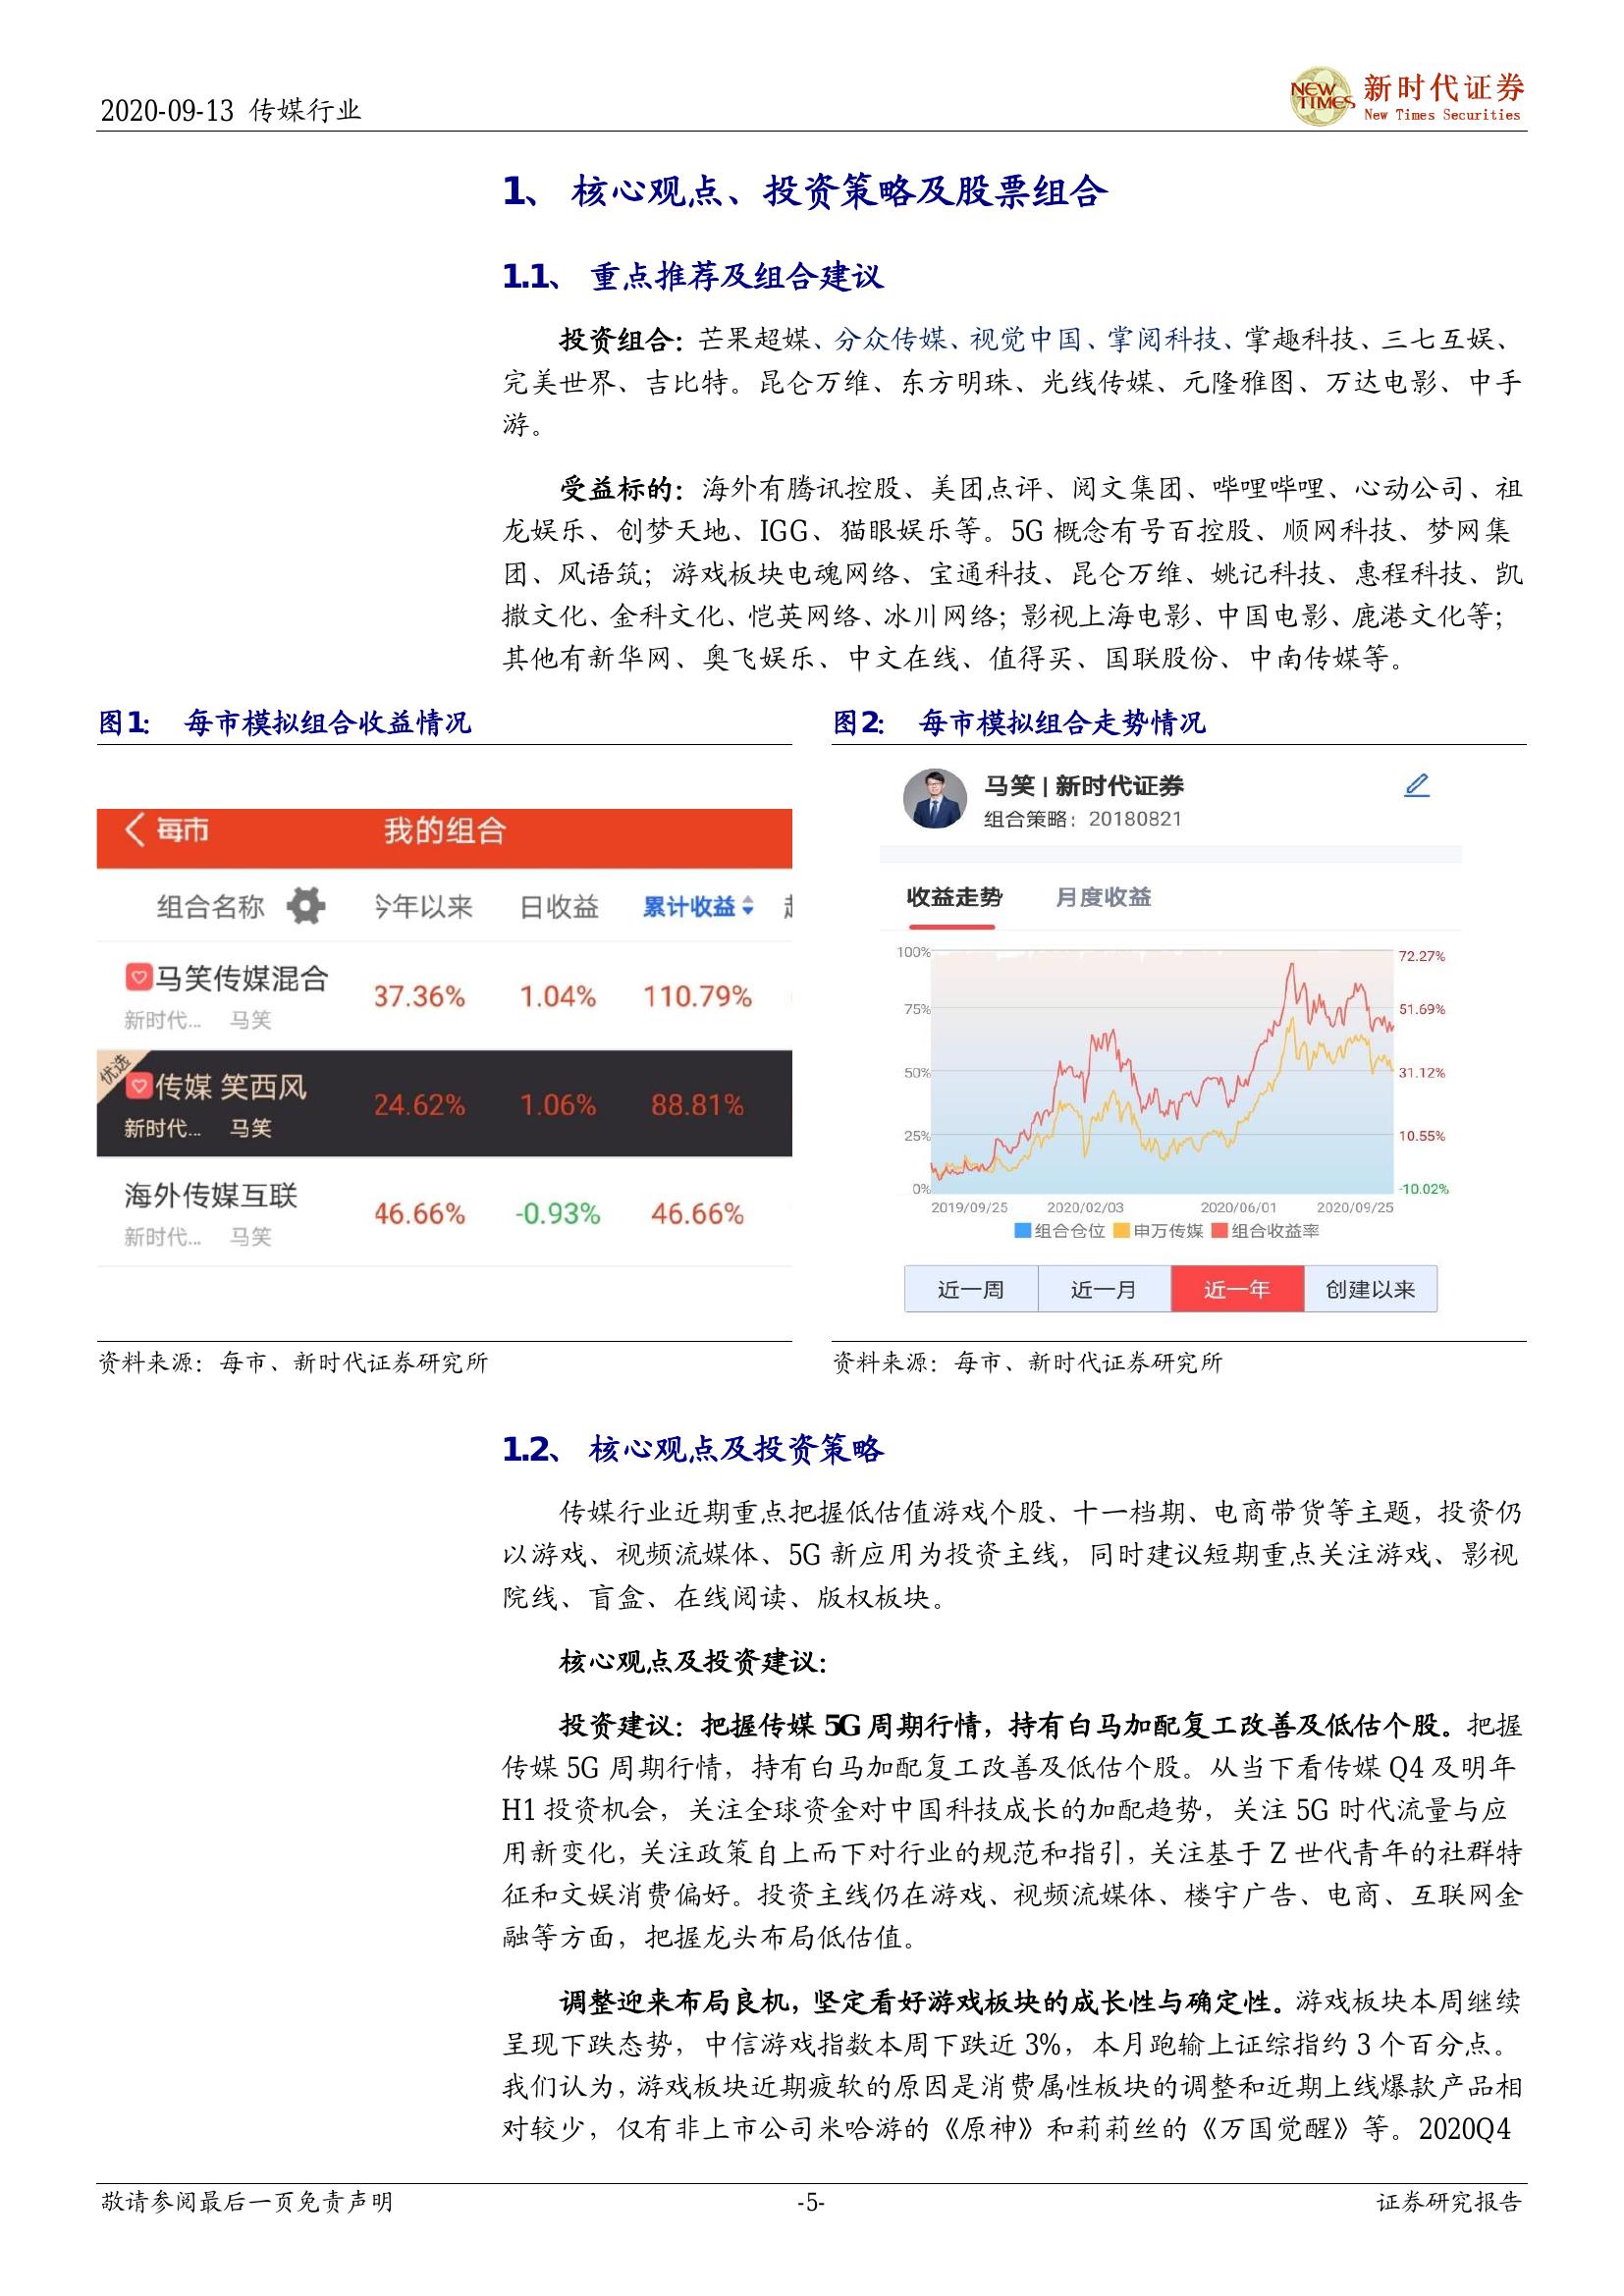 2020-09-13 传媒行业
NEW TIMES
新时代证券
New Times Securities
1、 核心观点、投资策略及股票组合
1.1、 重点推荐及组合建议
投资组合：芒果超媒、分众传媒、视觉中国、掌阅科技、掌趣科技、三七互娱、
完美世界、吉比特。昆仑万维、东方明珠、光线传媒、元隆雅图、万达电影、中手
游。
受益标的：海外有腾讯控股、美团点评、阅文集团、哔哩哔哩、心动公司、祖
龙娱乐、创梦天地、IGG、猫眼娱乐等。5G 概念有号百控股、顺网科技、梦网集
团、风语筑；游戏板块电魂网络、宝通科技、昆仑万维、姚记科技、惠程科技、凯
撒文化、金科文化、恺英网络、冰川网络；影视上海电影、中国电影、鹿港文化等；
其他有新华网、奥飞娱乐、中文在线、值得买、国联股份、中南传媒等。
图1： 每市模拟组合收益情况
每市 我的组合
组合名称 今年以来 日收益 累计收益
马笑传媒混合 37.36% 1.04% 110.79%
新时代... 马笑
优选
传媒 笑西风 24.62% 1.06% 88.81%
新时代... 马笑
海外传媒互联 46.66% -0.93% 46.66%
新时代... 马笑
资料来源：每市、新时代证券研究所
图2： 每市模拟组合走势情况
马笑 | 新时代证券
组合策略：20180821
收益走势 月度收益
100% 72.27%
75% 51.69%
50% 31.12%
25% 10.55%
0% -10.02%
2019/09/25 2020/02/03 2020/06/01 2020/09/25
组合仓位 申万传媒 组合收益率
近一周 近一月 近一年 创建以来
资料来源：每市、新时代证券研究所
1.2、 核心观点及投资策略
传媒行业近期重点把握低估值游戏个股、十一档期、电商带货等主题，投资仍
以游戏、视频流媒体、5G 新应用为投资主线，同时建议短期重点关注游戏、影视
院线、盲盒、在线阅读、版权板块。
核心观点及投资建议：
投资建议：把握传媒 5G 周期行情，持有白马加配复工改善及低估个股。把握
传媒 5G 周期行情，持有白马加配复工改善及低估个股。从当下看传媒 Q4 及明年
H1 投资机会，关注全球资金对中国科技成长的加配趋势，关注 5G 时代流量与应
用新变化，关注政策自上而下对行业的规范和指引，关注基于 Z 世代青年的社群特
征和文娱消费偏好。投资主线仍在游戏、视频流媒体、楼宇广告、电商、互联网金
融等方面，把握龙头布局低估值。
调整迎来布局良机，坚定看好游戏板块的成长性与确定性。游戏板块本周继续
呈现下跌态势，中信游戏指数本周下跌近 3%，本月跑输上证综指约 3 个百分点。
我们认为，游戏板块近期疲软的原因是消费属性板块的调整和近期上线爆款产品相
对较少，仅有非上市公司米哈游的《原神》和莉莉丝的《万国觉醒》等。2020Q4
敬请参阅最后一页免责声明 -5- 证券研究报告